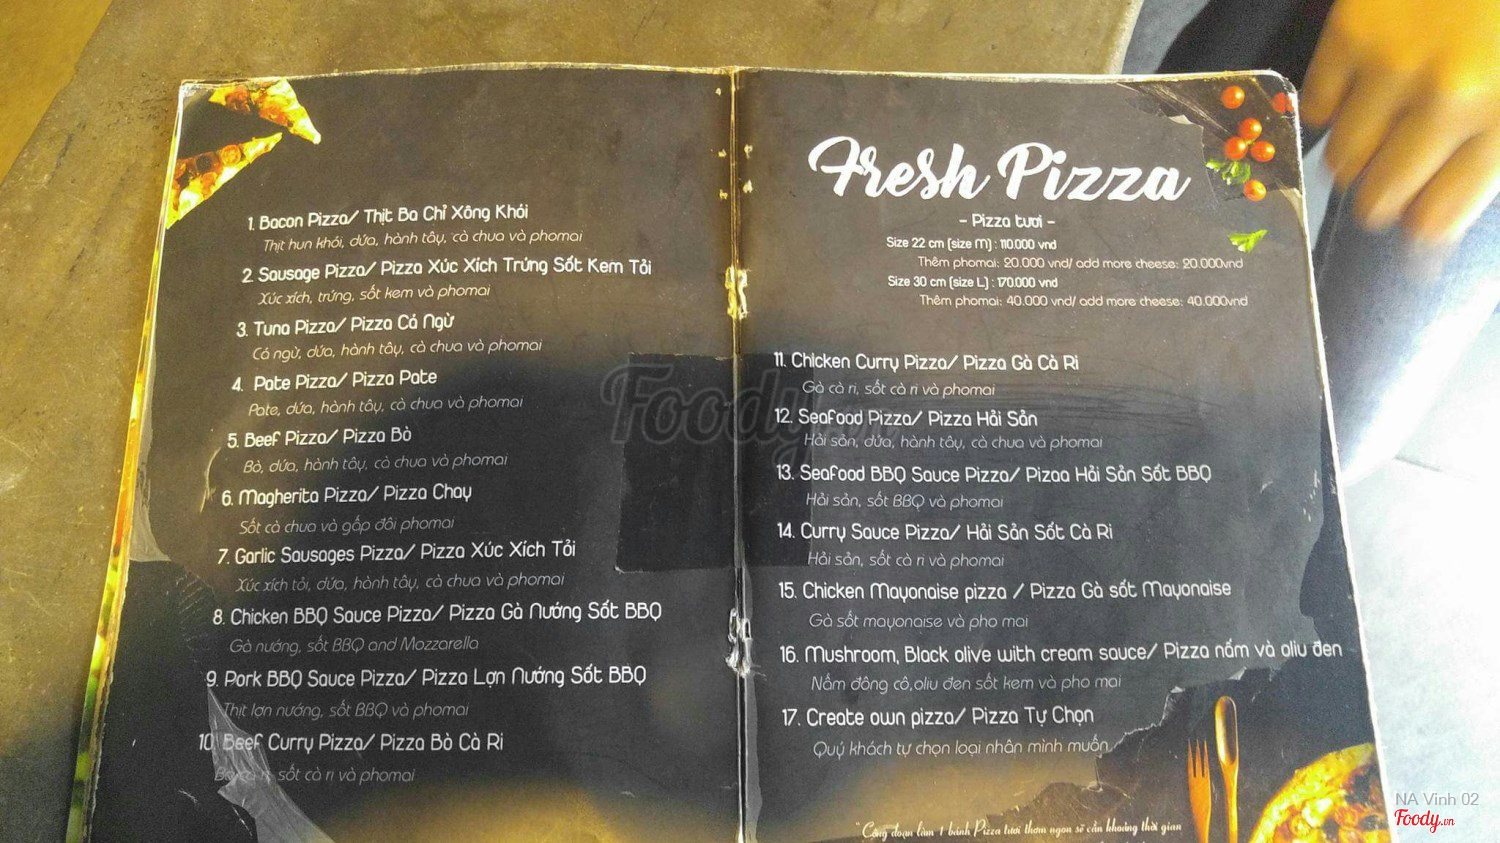 1. Bacon Pizza/ Thịt Ba Chỉ Xông Khói
Thịt hun khói, dứa, hành tây, cà chua và phomai
2. Sausage Pizza/ Pizza Xúc Xích Trứng Sốt Kem Tỏi
Xúc xích, trứng, sốt kem và phomai
3. Tuna Pizza/ Pizza Cá Ngừ
Cá ngừ, dứa, hành tây, cà chua và phomai
4. Pate Pizza/ Pizza Pate
Pate, dứa, hành tây, cà chua và phomai
5. Beef Pizza/ Pizza Bò
Bò, dứa, hành tây, cà chua và phomai
6. Magherita Pizza/ Pizza Chay
Sốt cà chua và gấp đôi phomai
7. Garlic Sausages Pizza/ Pizza Xúc Xích Tỏi
Xúc xích tỏi, dứa, hành tây, cà chua và phomai
8. Chicken BBQ Sauce Pizza/ Pizza Gà Nướng Sốt BBQ
Gà nướng, sốt BBQ and Mozzarella
9. Pork BBQ Sauce Pizza/ Pizza Lợn Nướng Sốt BBQ
Thịt lợn nướng, sốt BBQ và phomai
10. Beef Curry Pizza/ Pizza Bò Cà Ri
sốt cà ri và phomai
Fresh Pizza
- Pizza tươi -
Size 22 cm (size M) : 110.000 vnd
Thêm phomai: 20.000 vnd/ add more cheese: 20.000vnd
Size 30 cm (size L) : 170.000 vnd
Thêm phomai: 40.000 vnd/ add more cheese: 40.000vnd
11. Chicken Curry Pizza/ Pizza Gà Cà Ri
Gà cà ri, sốt cà ri và phomai
12. Seafood Pizza/ Pizza Hải Sản
Hải sản, dứa, hành tây, cà chua và phomai
13. Seafood BBQ Sauce Pizza/ Pizaa Hải Sản Sốt BBQ
Hải sản, sốt BBQ và phomai
14. Curry Sauce Pizza/ Hải Sản Sốt Cà Ri
Hải sản, sốt cà ri và phomai
15. Chicken Mayonaise pizza / Pizza Gà sốt Mayonaise
Gà sốt mayonaise và pho mai
16. Mushroom, Black olive with cream sauce/ Pizza nấm và oliu đen
Nấm đông cô,oliu đen sốt kem và pho mai
17. Create own pizza/ Pizza Tự Chọn
Quý khách tự chọn loại nhân mình muốn
"Công đoạn làm 1 bánh Pizza tươi thơm ngon sẽ cần khoảng thời gian
Foody.vn
NA Vinh 02
Foody.vn